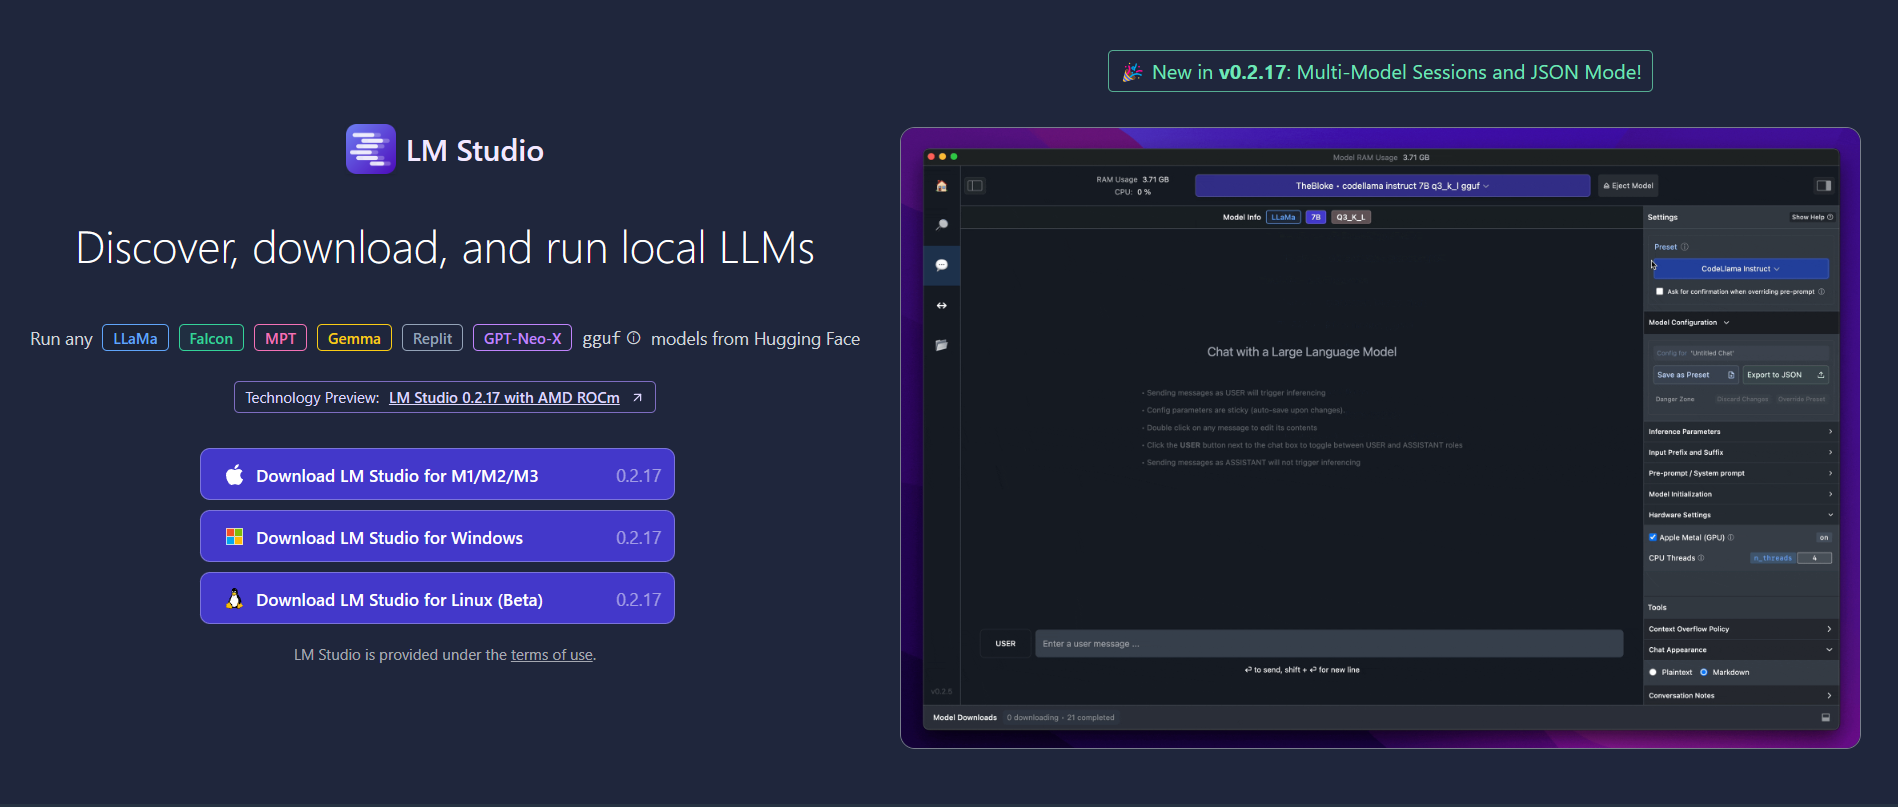 LM Studio
Discover, download, and run local LLMs
Run any LLaMa Falcon MPT Gemma Replit GPT-Neo-X gguf models from Hugging Face
Technology Preview: LM Studio 0.2.17 with AMD ROCm
Download LM Studio for M1/M2/M3 0.2.17
Download LM Studio for Windows 0.2.17
Download LM Studio for Linux (Beta) 0.2.17
LM Studio is provided under the terms of use.
New in v0.2.17: Multi-Model Sessions and JSON Mode!
Model RAM Usage 3.71 GB
RAM Usage 3.71 GB
CPU: 0 %
TheBloke • codellama instruct 7B q3_k_l gguf
Eject Model
Model Info LLaMa 7B Q3_K_L
Chat with a Large Language Model
• Sending messages as USER will trigger inferencing
• Config parameters are sticky (auto-save upon changes).
• Double click on any message to edit its contents
• Click the USER button next to the chat box to toggle between USER and ASSISTANT roles
• Sending messages as ASSISTANT will not trigger inferencing
USER
Enter a user message ...
to send, shift + for new line
v0.2.5
Model Downloads 0 downloading • 21 completed
Settings
Show Help
Preset
CodeLlama Instruct
Ask for confirmation when overriding pre-prompt
Model Configuration
Config for 'Untitled Chat'
Save as Preset
Export to JSON
Danger Zone Discard Changes Override Preset
Inference Parameters
Input Prefix and Suffix
Pre-prompt / System prompt
Model Initialization
Hardware Settings
Apple Metal (GPU) on
CPU Threads n_threads 4
Tools
Context Overflow Policy
Chat Appearance
Plaintext Markdown
Conversation Notes